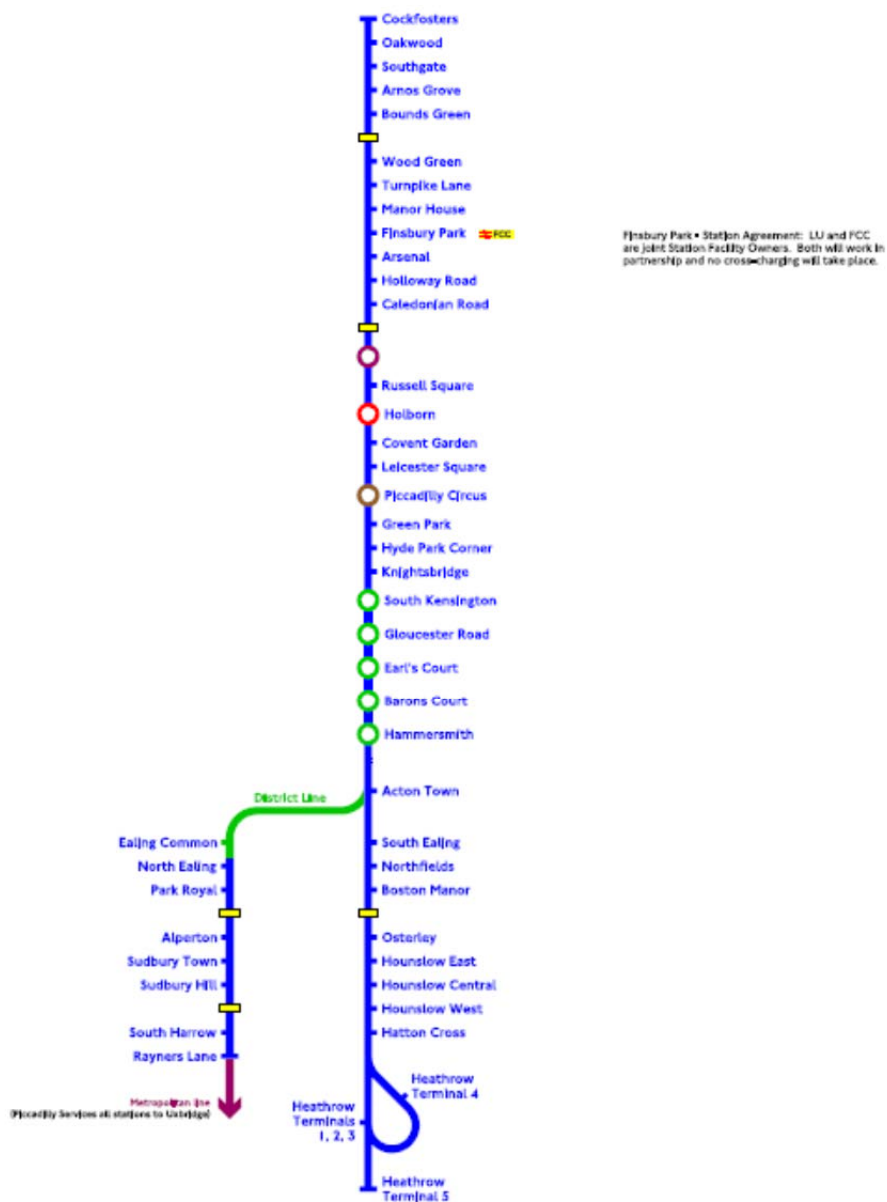 Cockfosters
Oakwood
Southgate
Arnos Grove
Bounds Green
Wood Green
Turnpike Lane
Manor House
Finsbury Park FCC
Arsenal
Holloway Road
Caledonian Road
Finsbury Park - Station Agreement: LU and FCC
are joint Station Facility Owners. Both will work in
partnership and no cross-charging will take place.
Russell Square
Holborn
Covent Garden
Leicester Square
Piccadilly Circus
Green Park
Hyde Park Corner
Knightsbridge
South Kensington
Gloucester Road
Earl's Court
Barons Court
Hammersmith
Acton Town
District Line
Ealing Common
North Ealing
Park Royal
Alperton
Sudbury Town
Sudbury Hill
South Harrow
Rayners Lane
Metropolitan line
(Piccadilly Services all stations to Uxbridge)
South Ealing
Northfields
Boston Manor
Osterley
Hounslow East
Hounslow Central
Hounslow West
Hatton Cross
Heathrow
Terminal 4
Heathrow
Terminals
1, 2, 3
Heathrow
Terminal 5